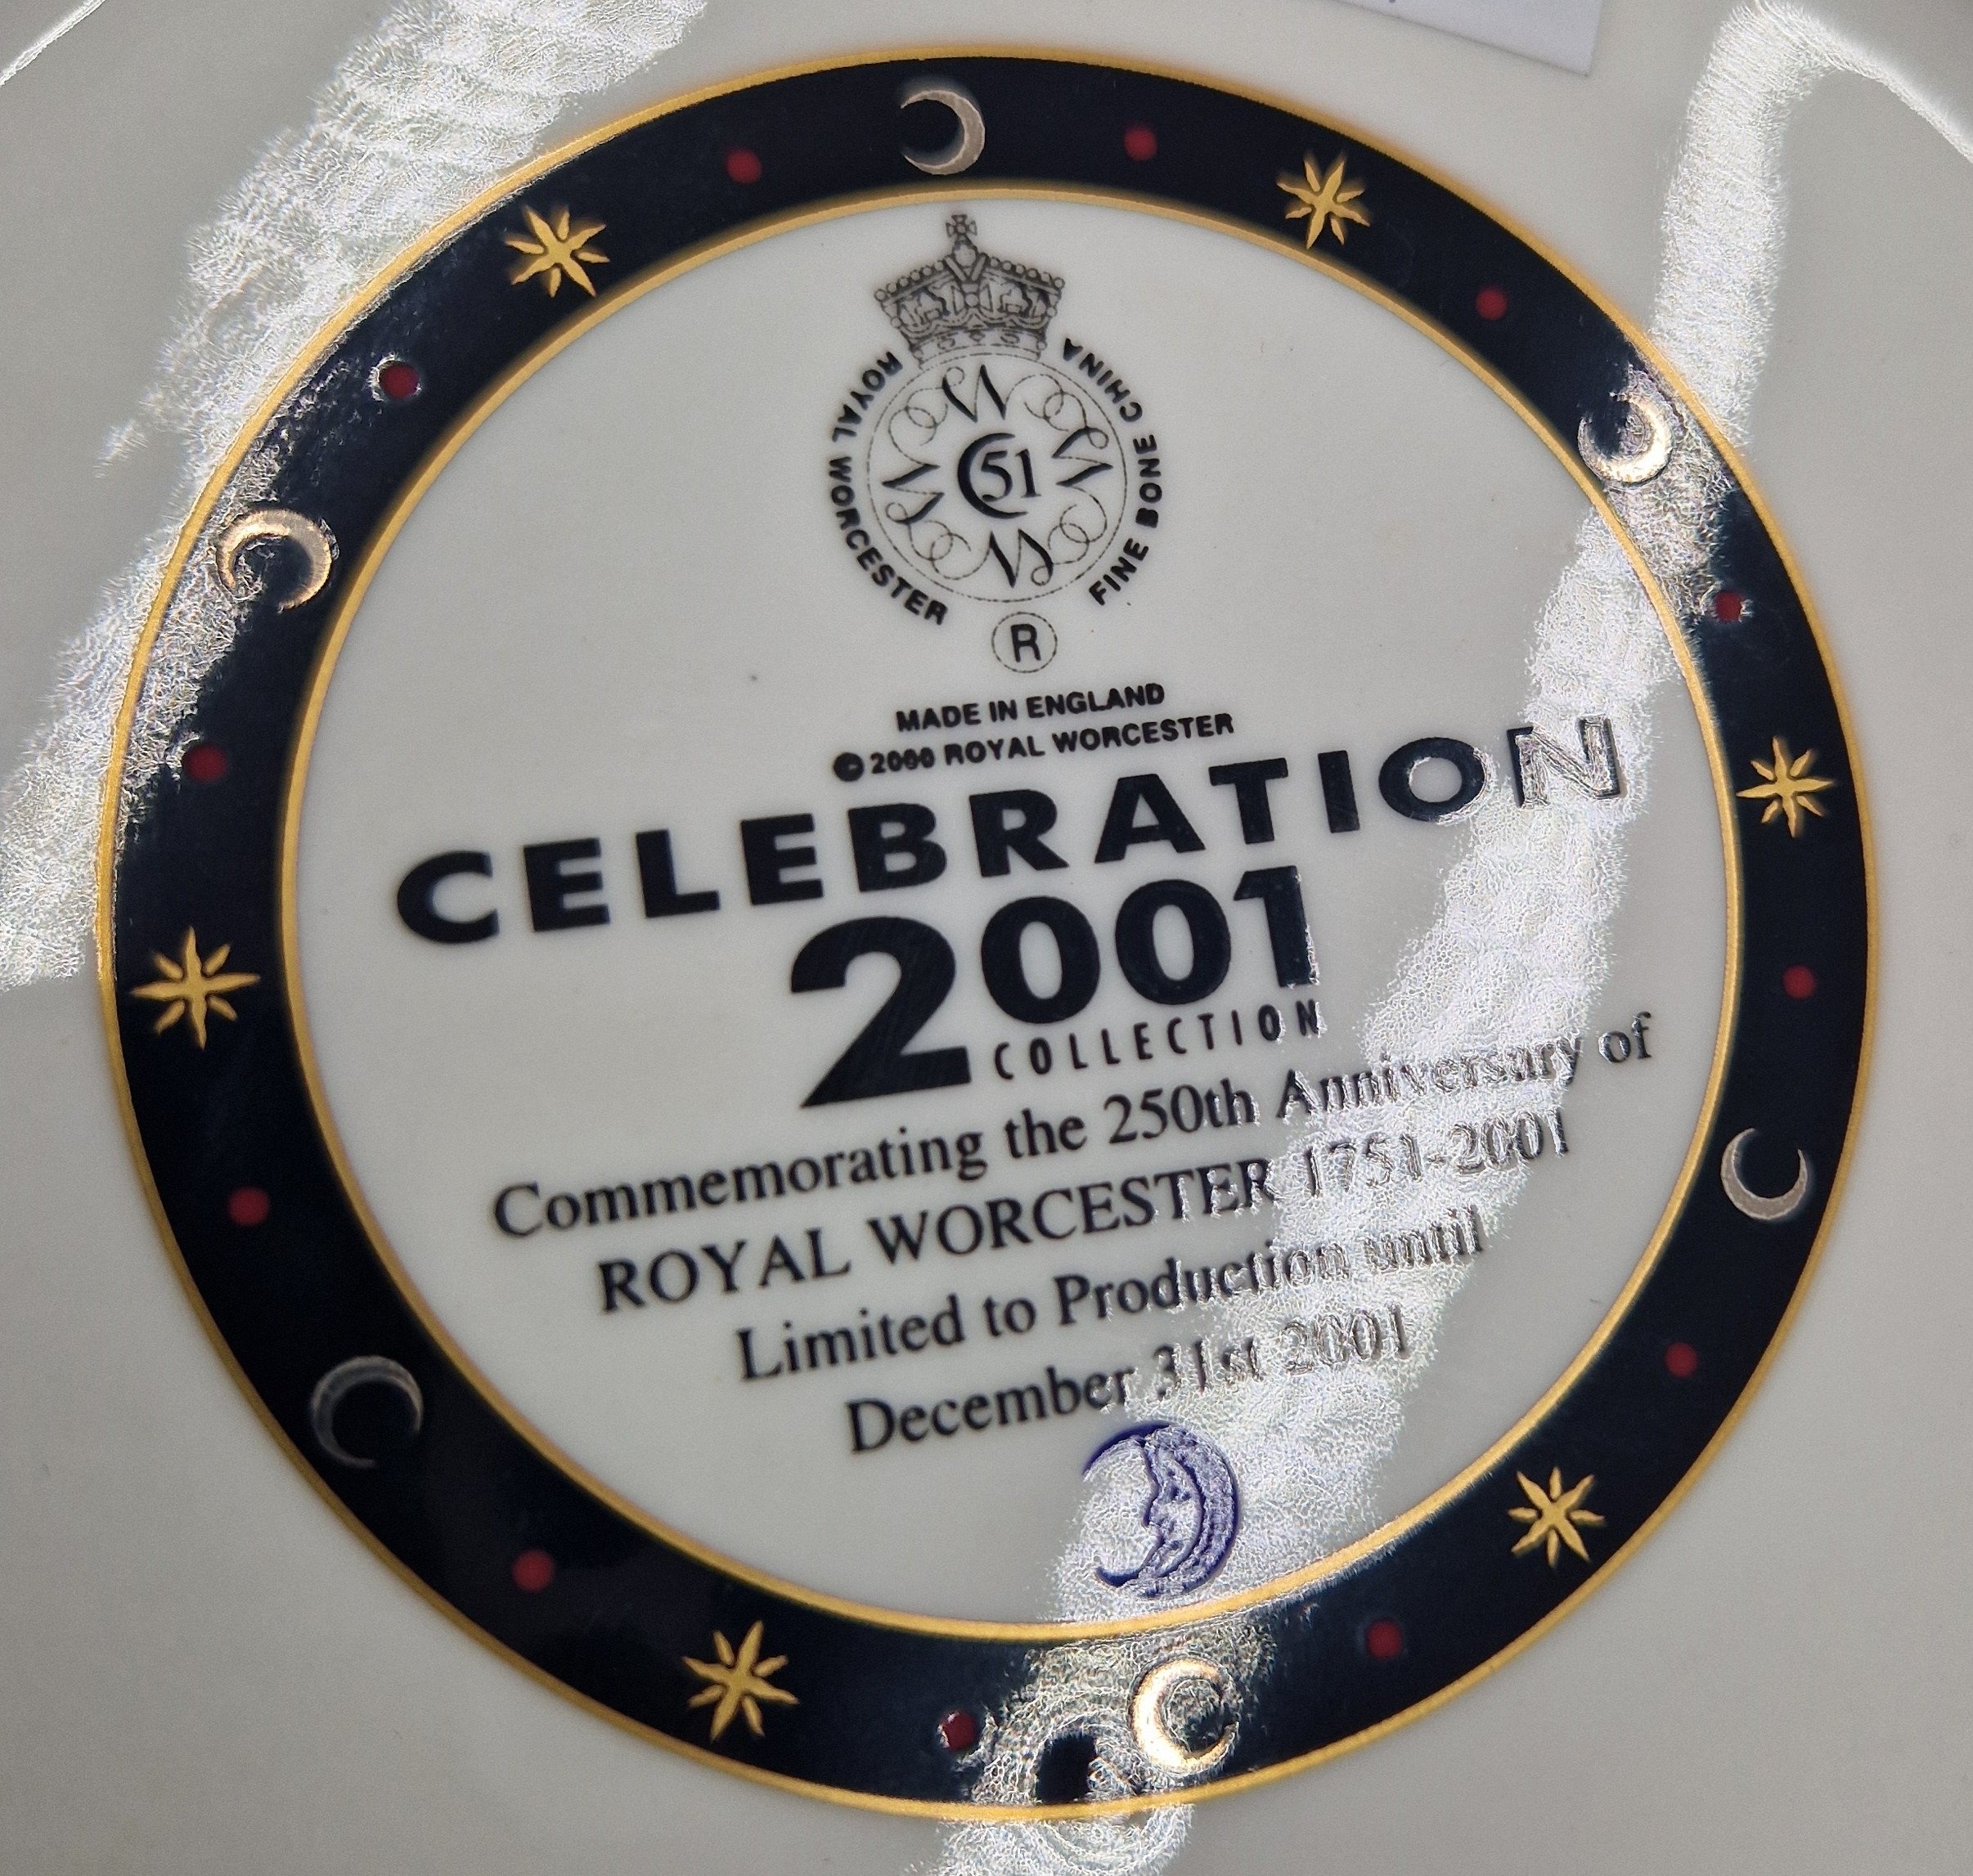 ROYAL WORCESTER
FINE BONE CHINA
51
®
MADE IN ENGLAND
© 2000 ROYAL WORCESTER
CELEBRATION
2001
COLLECTION
Commemorating the 250th Anniversary of
ROYAL WORCESTER 1751-2001
Limited to Production until
December 31st 2001